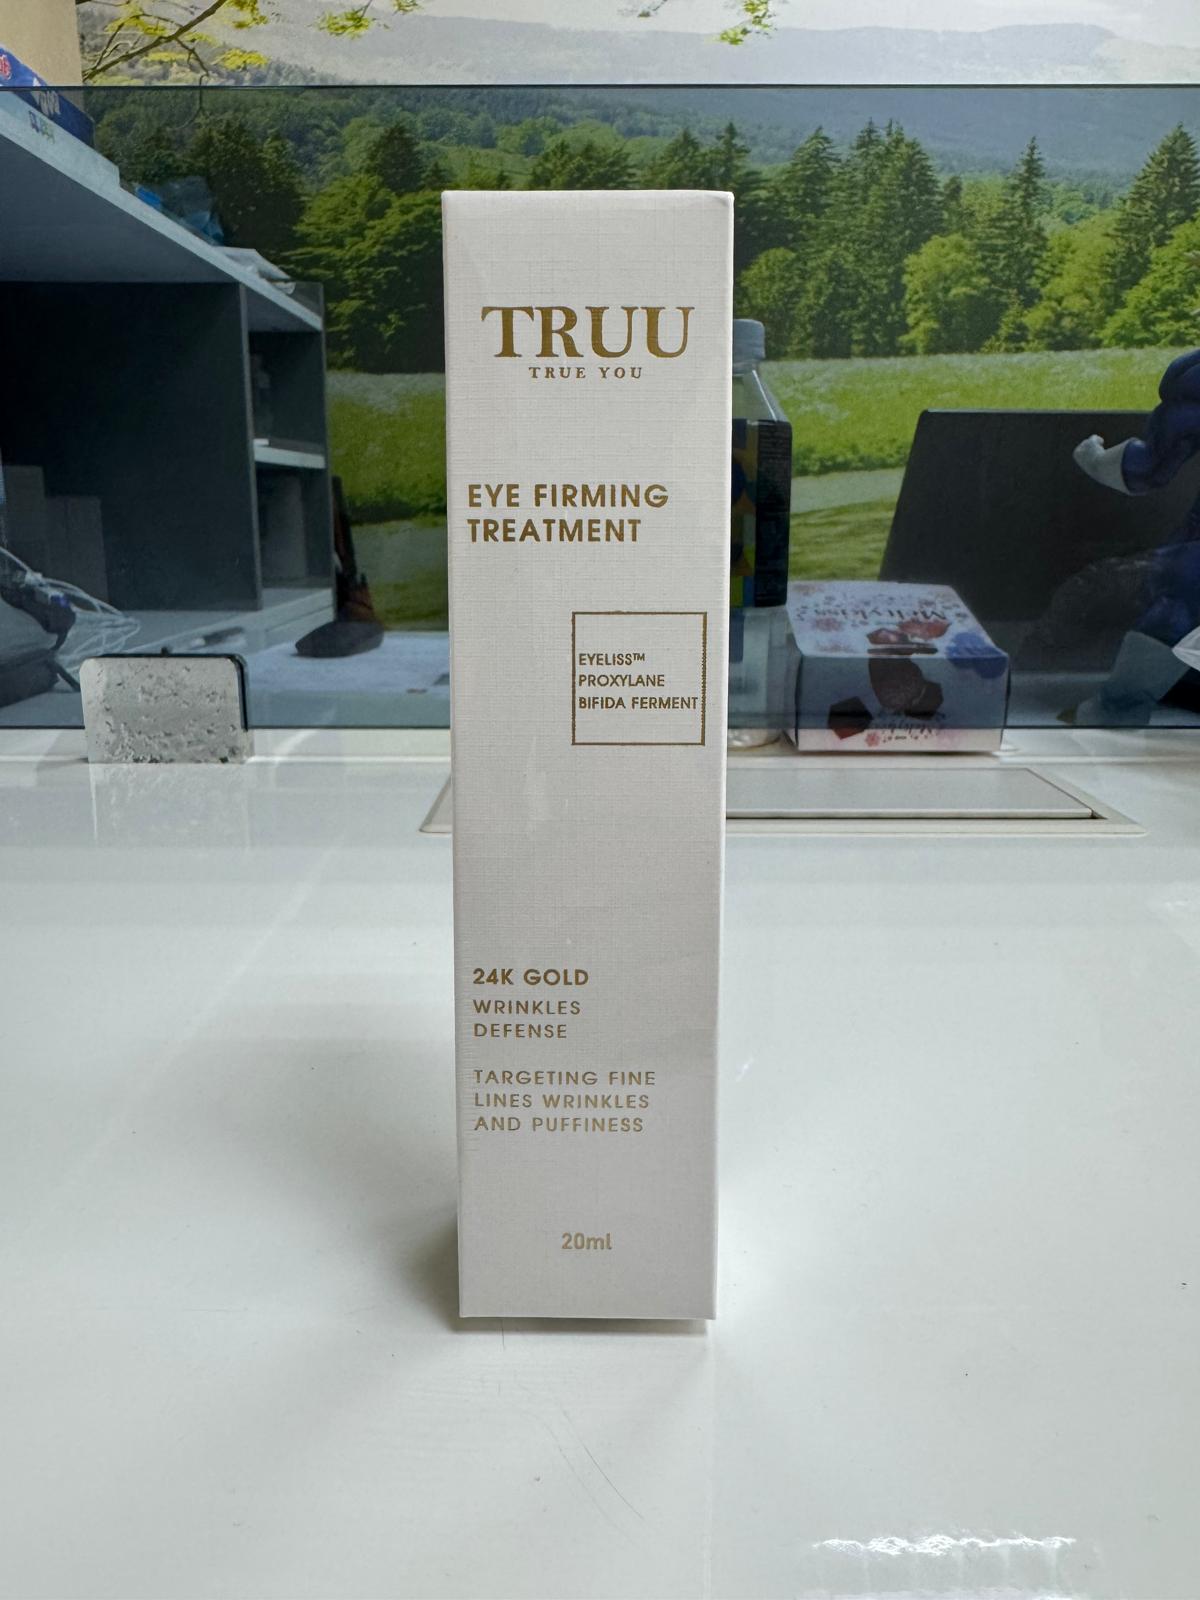 TRUU
TRUE YOU
EYE FIRMING
TREATMENT
EYELISS™
PROXYLANE
BIFIDA FERMENT
24K GOLD
WRINKLES
DEFENSE
TARGETING FINE
LINES WRINKLES
AND PUFFINESS
20ml
Meltykiss